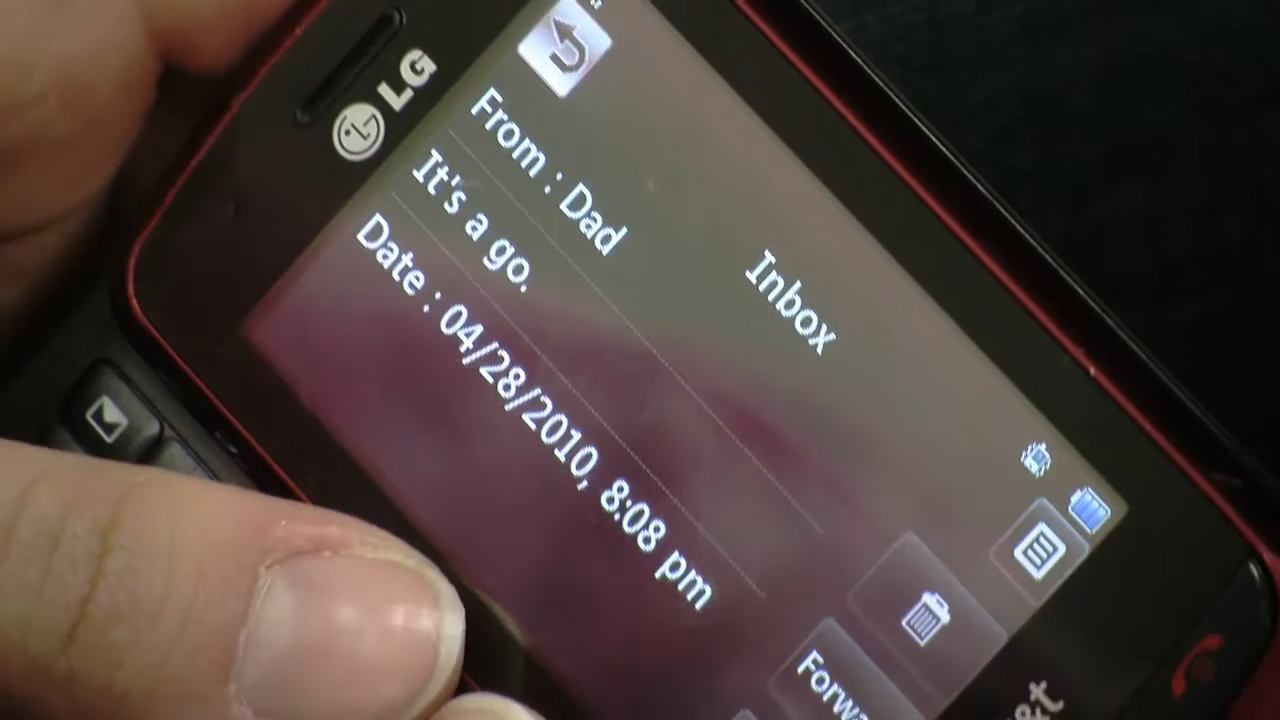 LG
Inbox
From : Dad
It's a go.
Date : 04/28/2010, 8:08 pm